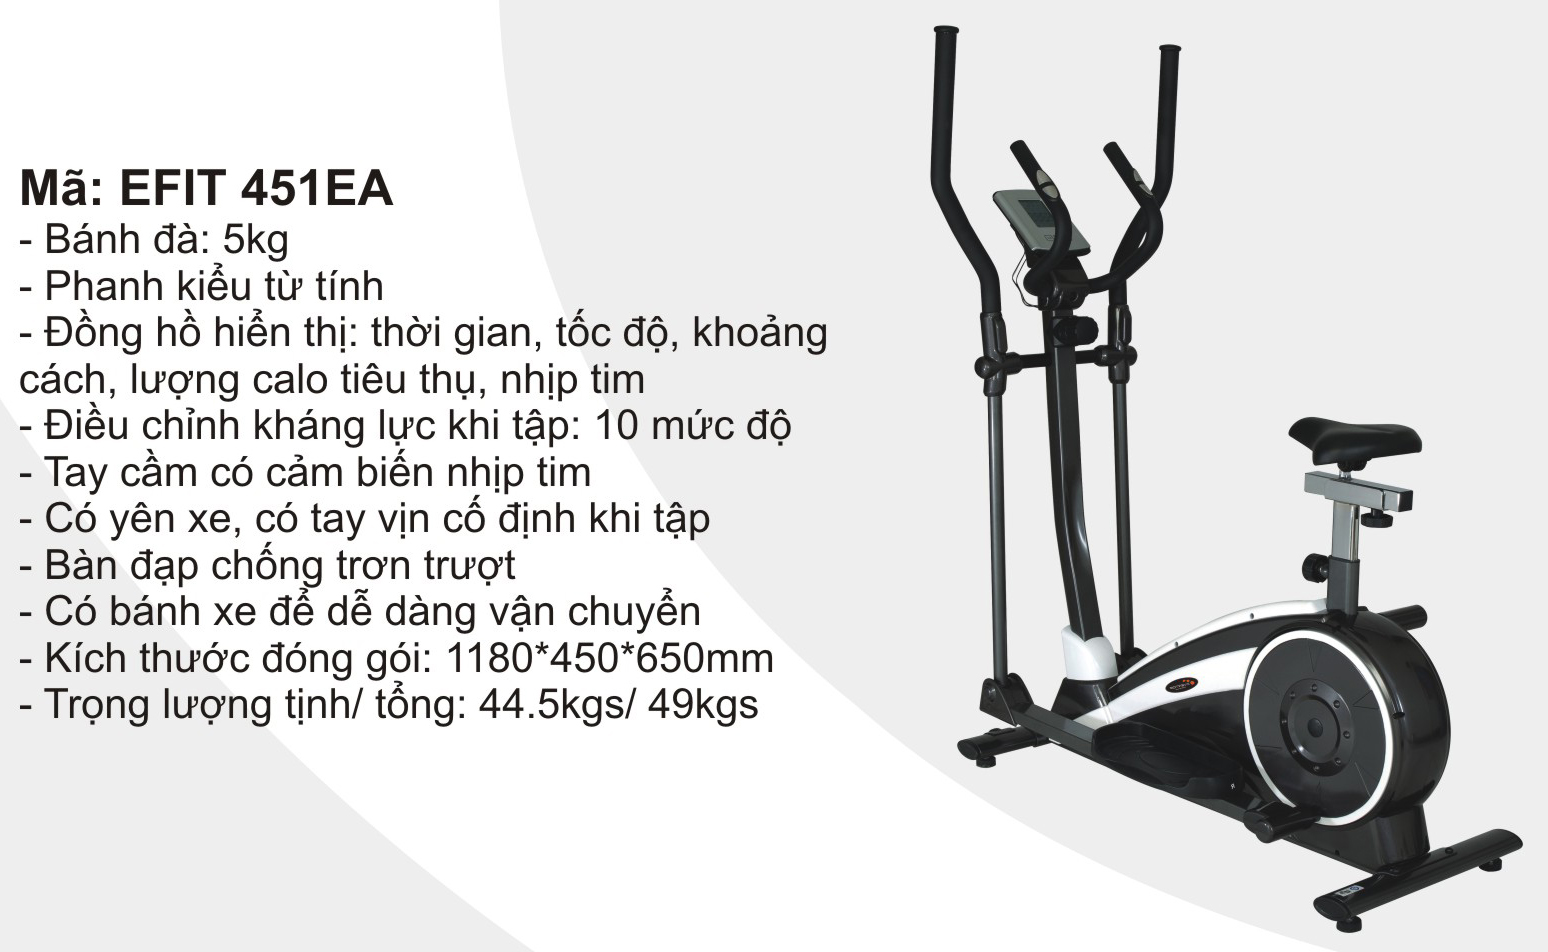 Mã: EFIT 451EA
- Bánh đà: 5kg
- Phanh kiểu từ tính
- Đồng hồ hiển thị: thời gian, tốc độ, khoảng
cách, lượng calo tiêu thụ, nhịp tim
- Điều chỉnh kháng lực khi tập: 10 mức độ
- Tay cầm có cảm biến nhịp tim
- Có yên xe, có tay vịn cố định khi tập
- Bàn đạp chống trơn trượt
- Có bánh xe để dễ dàng vận chuyển
- Kích thước đóng gói: 1180*450*650mm
- Trọng lượng tịnh/ tổng: 44.5kgs/ 49kgs